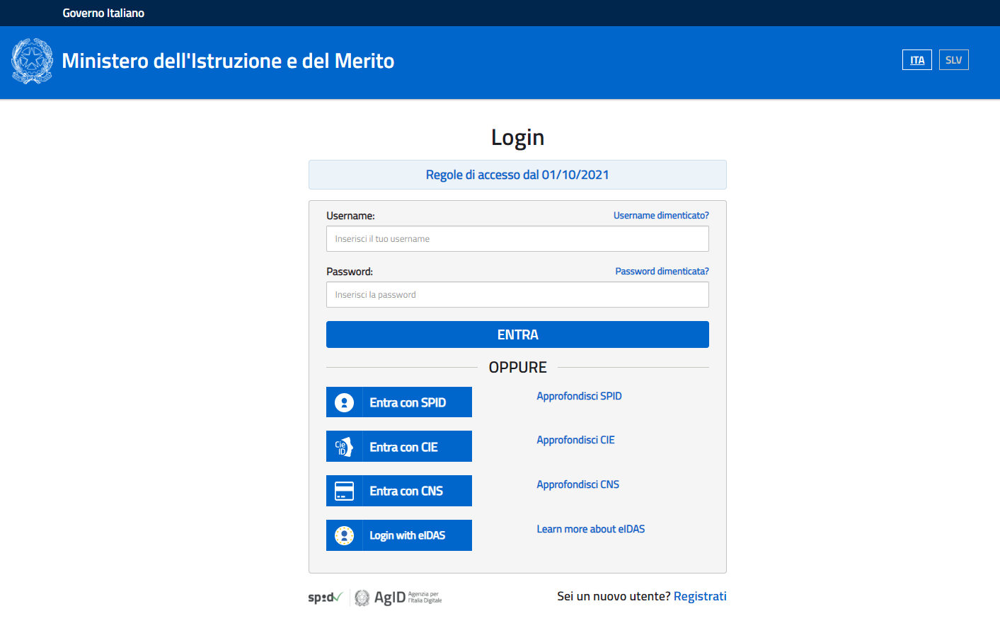 Governo Italiano
Ministero dell'Istruzione e del Merito
ITA
SLV
Login
Regole di accesso dal 01/10/2021
Username:
Username dimenticato?
Inserisci il tuo username
Password:
Password dimenticata?
Inserisci la password
ENTRA
OPPURE
Entra con SPID
Approfondisci SPID
Cie ID
Entra con CIE
Approfondisci CIE
Entra con CNS
Approfondisci CNS
Login with eIDAS
Learn more about eIDAS
spid
AgID
Agenzia per
l'Italia Digitale
Sei un nuovo utente? Registrati